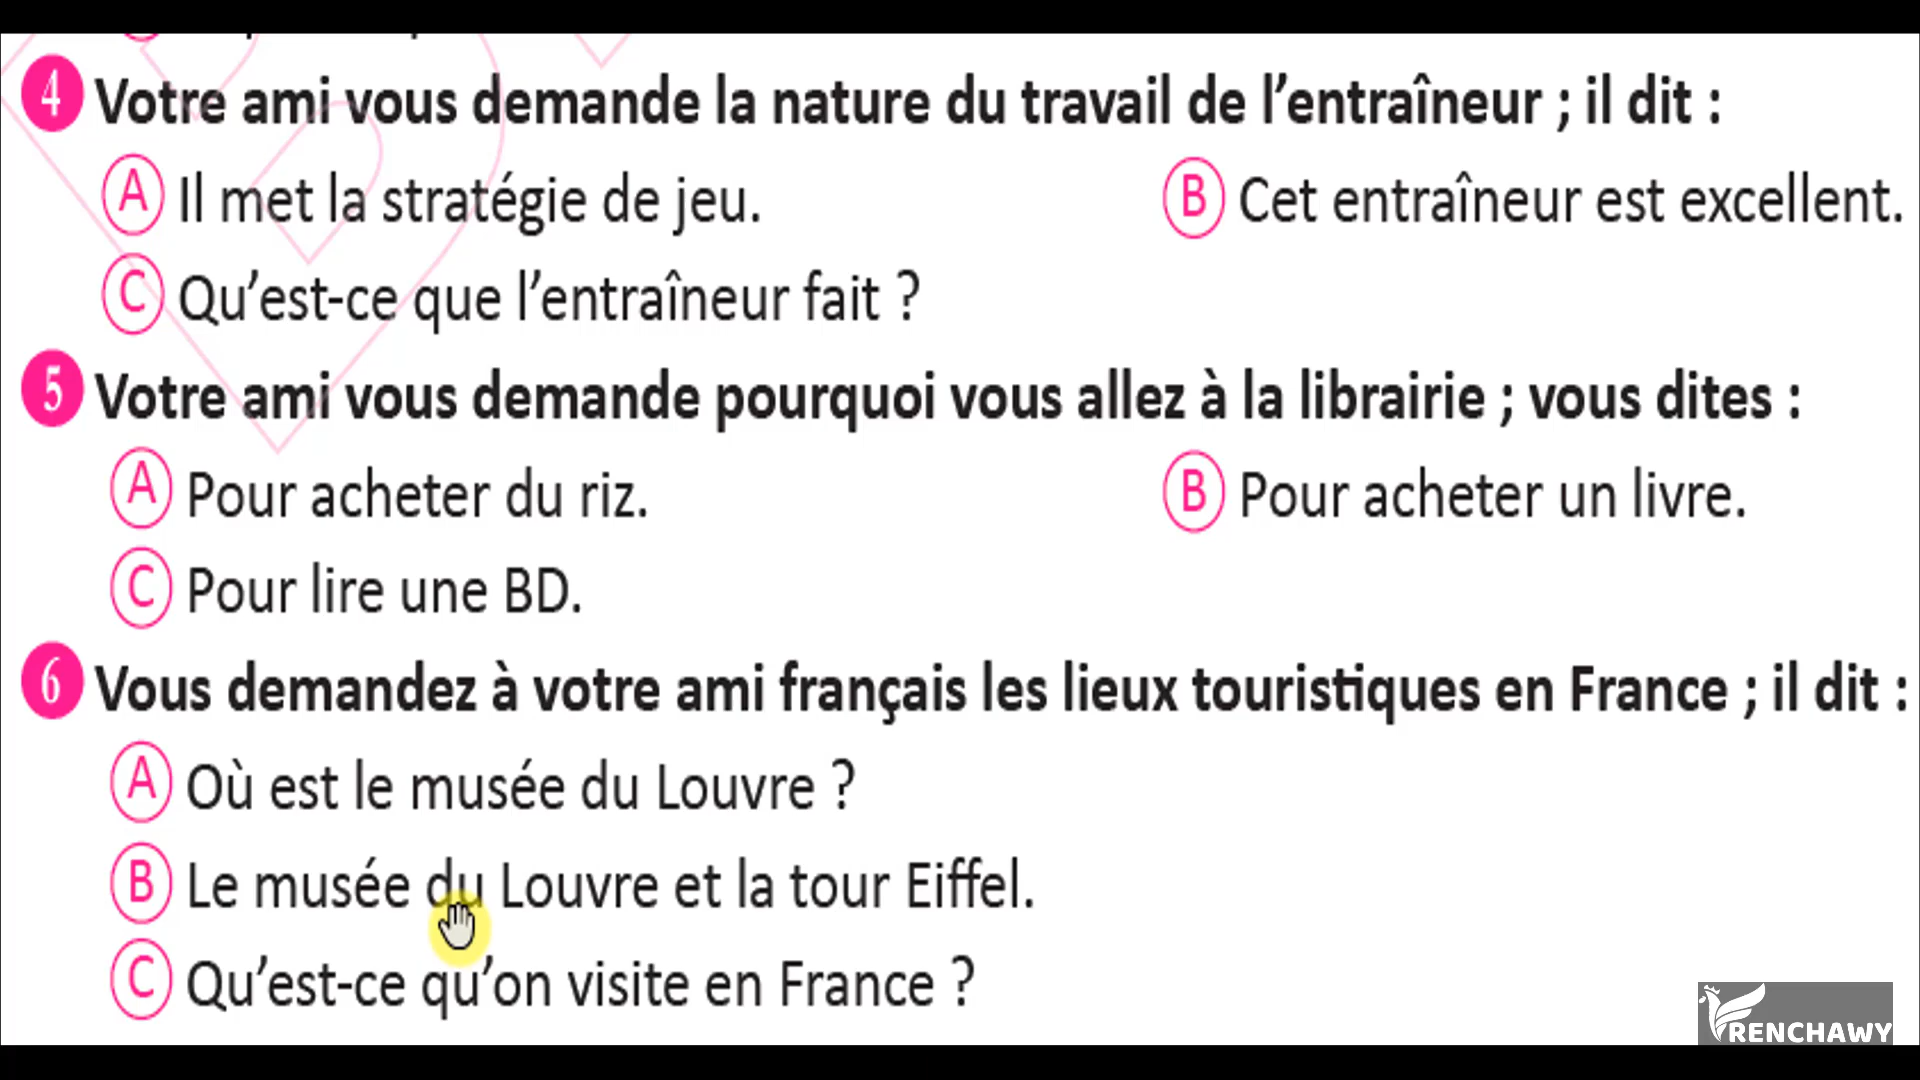 4 Votre ami vous demande la nature du travail de l'entraîneur ; il dit :
A Il met la stratégie de jeu. B Cet entraîneur est excellent.
C Qu'est-ce que l'entraîneur fait ?
5 Votre ami vous demande pourquoi vous allez à la librairie ; vous dites :
A Pour acheter du riz. B Pour acheter un livre.
C Pour lire une BD.
6 Vous demandez à votre ami français les lieux touristiques en France ; il dit :
A Où est le musée du Louvre ?
B Le musée du Louvre et la tour Eiffel.
C Qu'est-ce qu'on visite en France ?
RENCHAWY